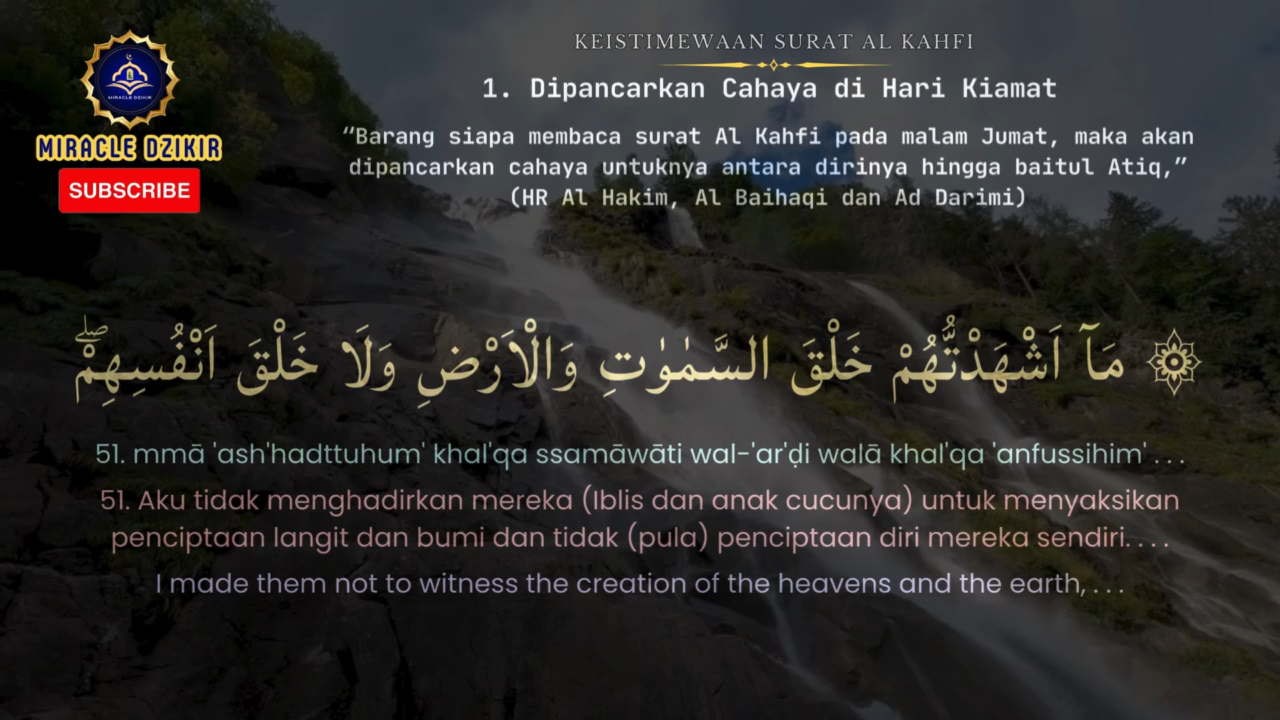 KEISTIMEWAAN SURAT AL KAHFI
1. Dipancarkan Cahaya di Hari Kiamat
“Barang siapa membaca surat Al Kahfi pada malam Jumat, maka akan
dipancarkan cahaya untuknya antara dirinya hingga baitul Atiq,”
(HR Al Hakim, Al Baihaqi dan Ad Darimi)
MIRACLE DZIKIR
MIRACLE DZIKIR
SUBSCRIBE
۞ مَآ اَشْهَدْتُّهُمْ خَلْقَ السَّمٰوٰتِ وَالْاَرْضِ وَلَا خَلْقَ اَنْفُسِهِمْۖ
51. mmā 'ash'hadttuhum' khal'qa ssamāwāti wal-'ar'ḍi walā khal'qa 'anfussihim' . . .
51. Aku tidak menghadirkan mereka (Iblis dan anak cucunya) untuk menyaksikan
penciptaan langit dan bumi dan tidak (pula) penciptaan diri mereka sendiri. . . .
I made them not to witness the creation of the heavens and the earth, . . .